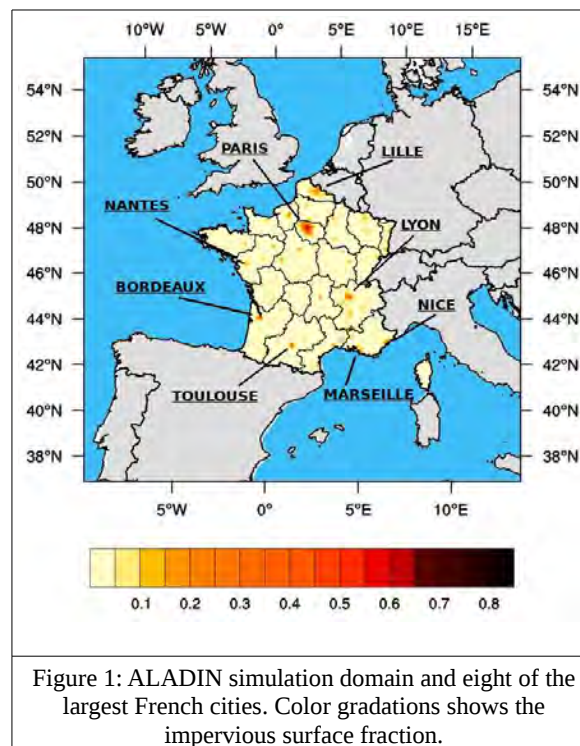 10°W 5°W 0° 5°E 10°E 15°E
54°N 54°N
52°N 52°N
PARIS LILLE
50°N 50°N
NANTES
48°N 48°N
LYON
46°N 46°N
BORDEAUX
NICE
44°N 44°N
42°N 42°N
TOULOUSE MARSEILLE
40°N 40°N
38°N 38°N
5°W 0° 5°E 10°E
0.1 0.2 0.3 0.4 0.5 0.6 0.7 0.8
Figure 1: ALADIN simulation domain and eight of the
largest French cities. Color gradations shows the
impervious surface fraction.